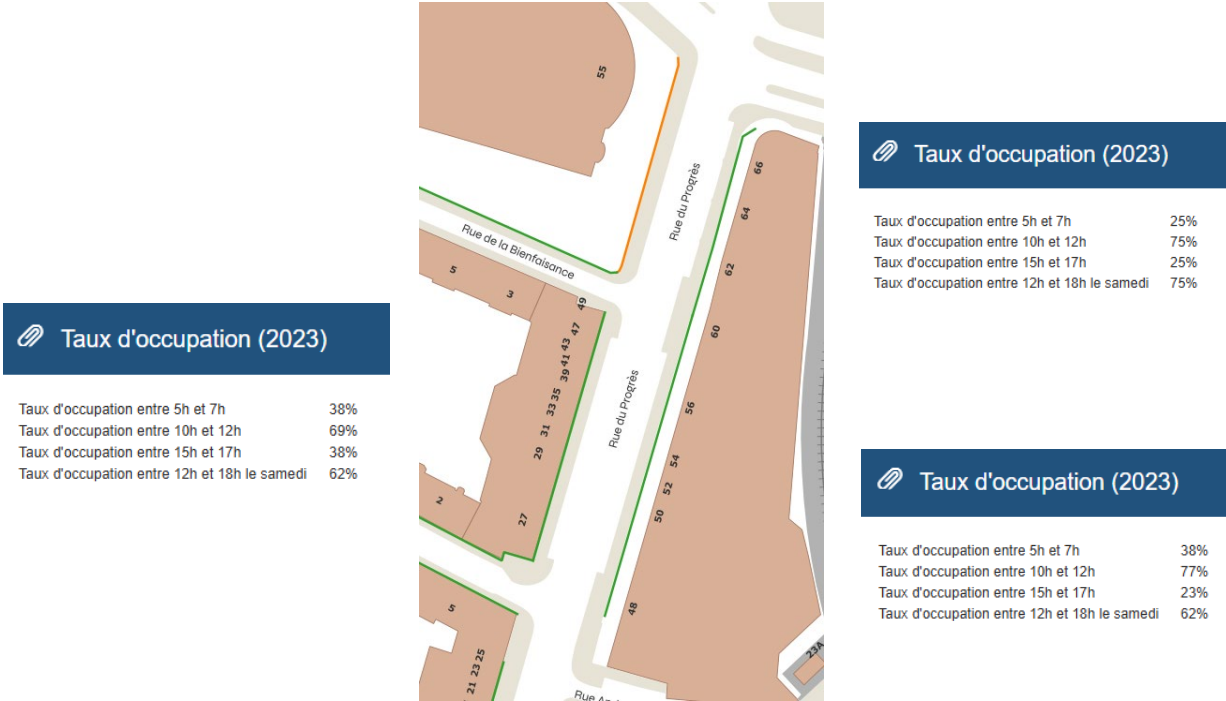 Taux d'occupation (2023)
Taux d'occupation entre 5h et 7h 38%
Taux d'occupation entre 10h et 12h 69%
Taux d'occupation entre 15h et 17h 38%
Taux d'occupation entre 12h et 18h le samedi 62%
55
Rue du Progrès
66
64
62
60
56
54
52
50
48
Rue de la Bienfaisance
5
3
49
47
43
41
39
35
33
31
29
27
Rue du Progrès
2
5
25
23
21
23A
Rue
Taux d'occupation (2023)
Taux d'occupation entre 5h et 7h 25%
Taux d'occupation entre 10h et 12h 75%
Taux d'occupation entre 15h et 17h 25%
Taux d'occupation entre 12h et 18h le samedi 75%
Taux d'occupation (2023)
Taux d'occupation entre 5h et 7h 38%
Taux d'occupation entre 10h et 12h 77%
Taux d'occupation entre 15h et 17h 23%
Taux d'occupation entre 12h et 18h le samedi 62%